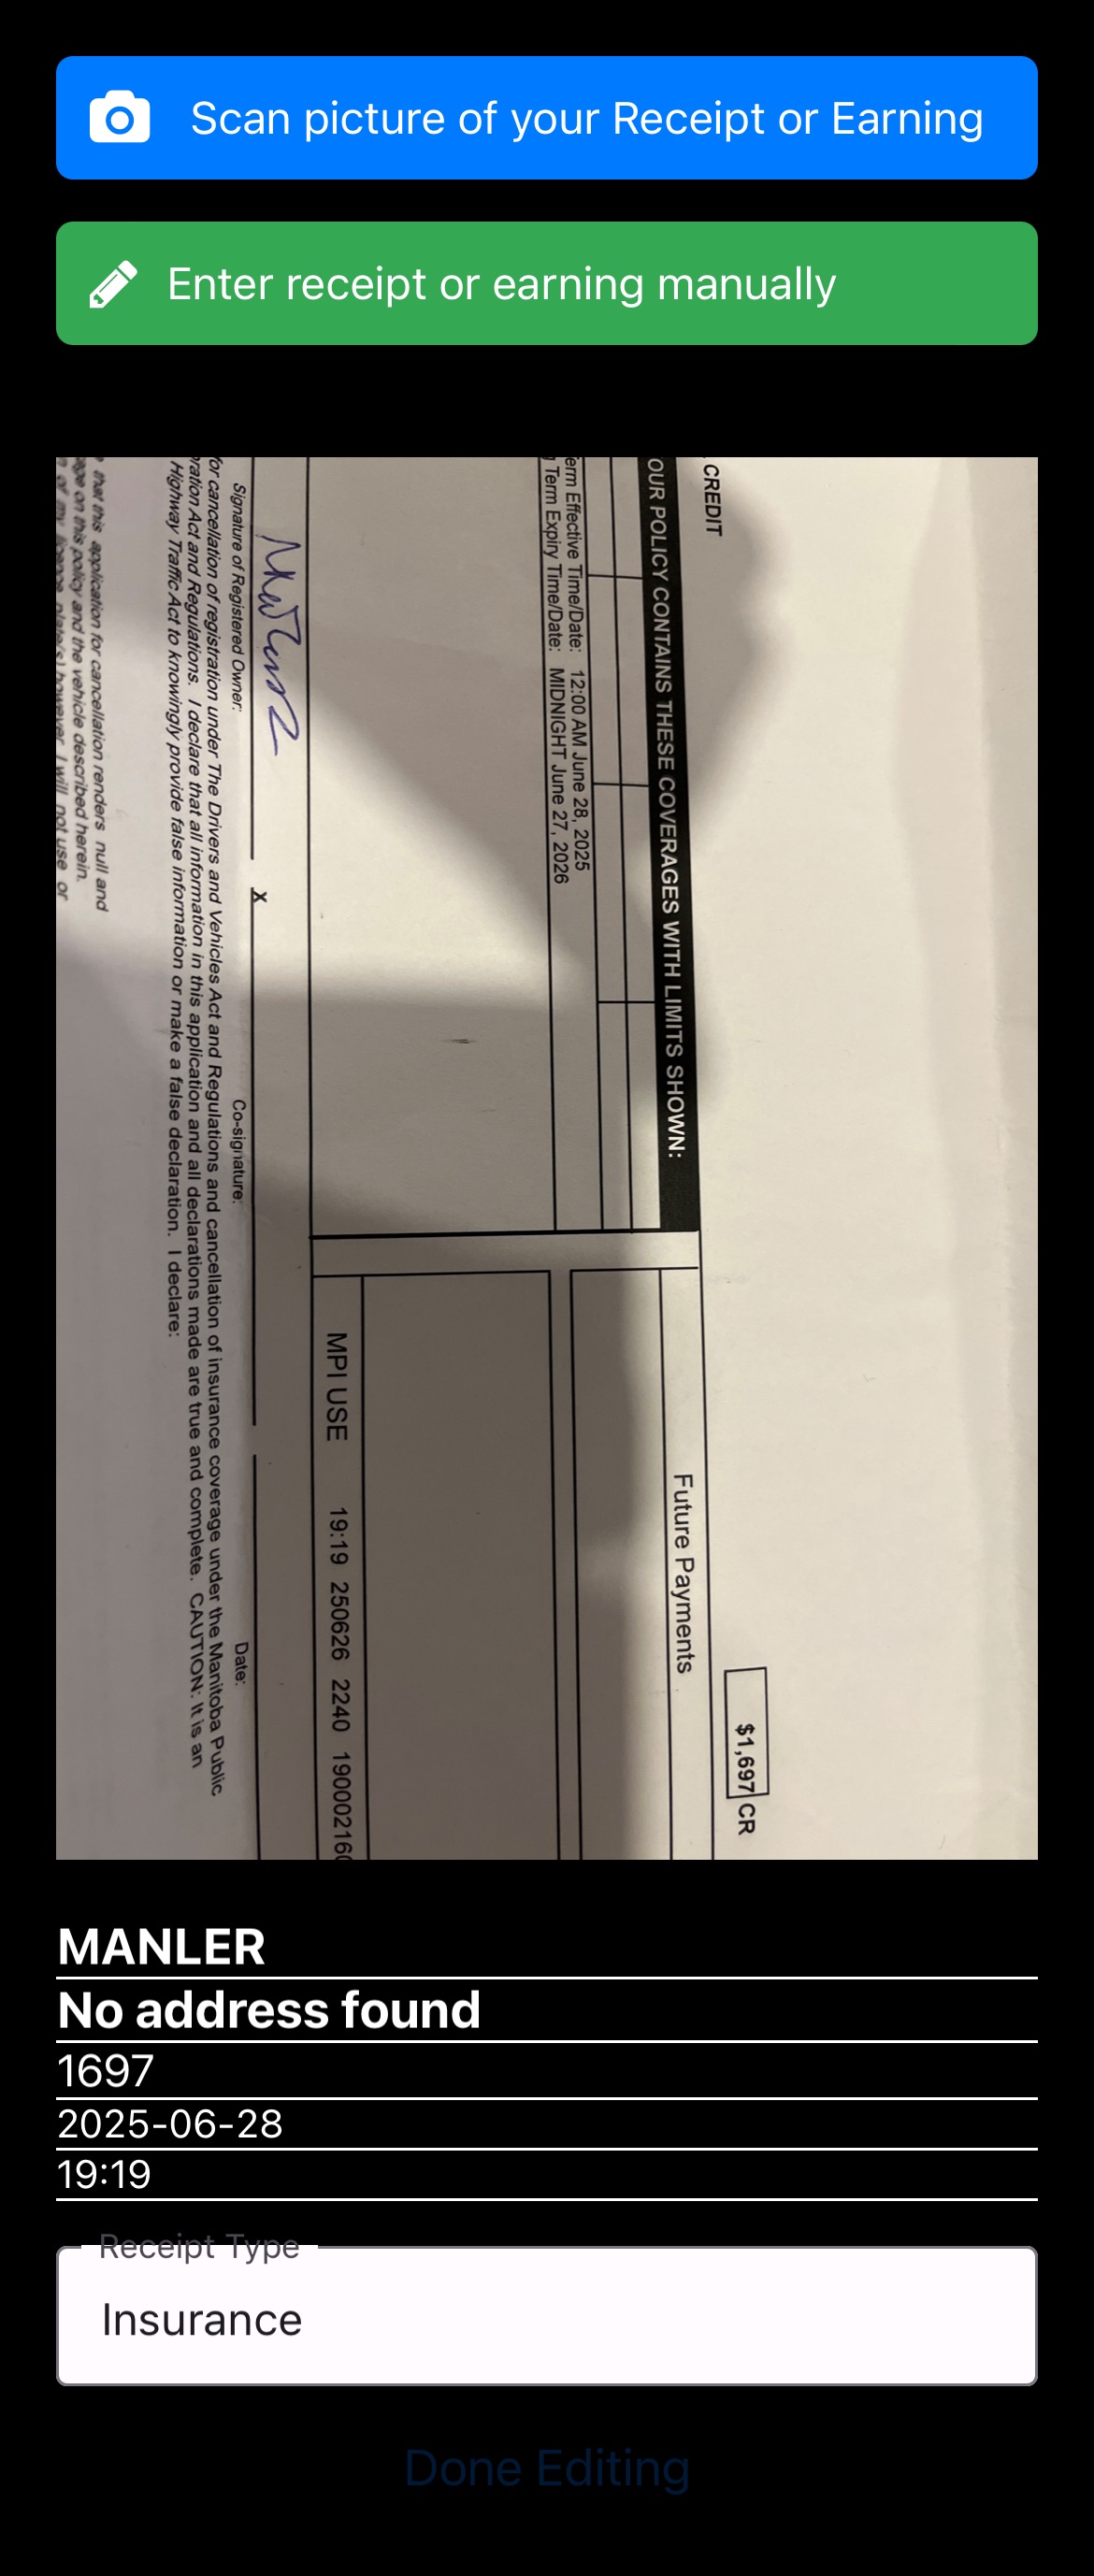 Scan picture of your Receipt or Earning
Enter receipt or earning manually
CREDIT
$1,697 CR
OUR POLICY CONTAINS THESE COVERAGES WITH LIMITS SHOWN:
Future Payments
erm Effective Time/Date: 12:00 AM June 28, 2025
Term Expiry Time/Date: MIDNIGHT June 27, 2026
MPI USE 19:19 250626 2240 19000216
X
Signature of Registered Owner: Co-signature: Date:
for cancellation of registration under The Drivers and Vehicles Act and Regulations and cancellation of insurance coverage under the Manitoba Public
ration Act and Regulations. I declare that all information in this application and all declarations made are true and complete. CAUTION: It is an
Highway Traffic Act to knowingly provide false information or make a false declaration. I declare:
that this application for cancellation renders null and
age on this policy and the vehicle described herein.
of my licence plate(s) however, I will not use or
MANLER
No address found
1697
2025-06-28
19:19
Receipt Type
Insurance
Done Editing